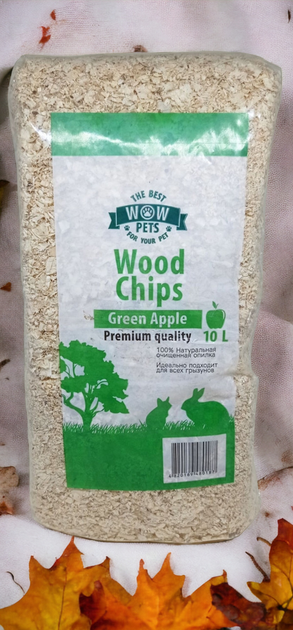 THE BEST
WOW
PETS
FOR YOUR PET
Wood
Chips
Green Apple
Premium quality 10 L
100% Натуральная
очищенная опилка
Идеально подходит
для всех грызунов